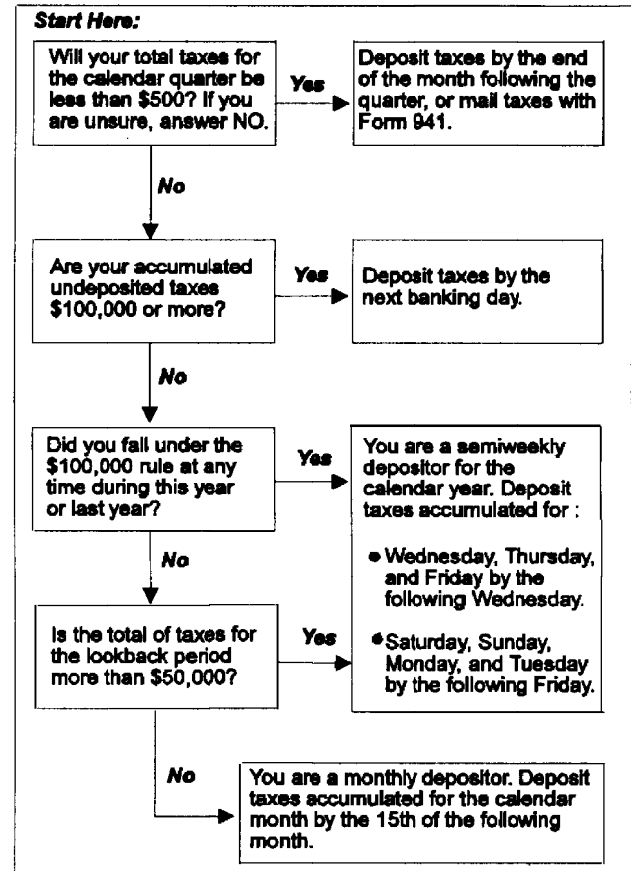 Start Here:
Will your total taxes for
the calendar quarter be
less than $500? If you
are unsure, answer NO.
Yes
Deposit taxes by the end
of the month following the
quarter, or mail taxes with
Form 941.
No
Are your accumulated
undeposited taxes
$100,000 or more?
Yes
Deposit taxes by the
next banking day.
No
Did you fall under the
$100,000 rule at any
time during this year
or last year?
Yes
You are a semiweekly
depositor for the
calendar year. Deposit
taxes accumulated for :
• Wednesday, Thursday,
and Friday by the
following Wednesday.
• Saturday, Sunday,
Monday, and Tuesday
by the following Friday.
No
Is the total of taxes for
the lookback period
more than $50,000?
Yes
No
You are a monthly depositor. Deposit
taxes accumulated for the calendar
month by the 15th of the following
month.